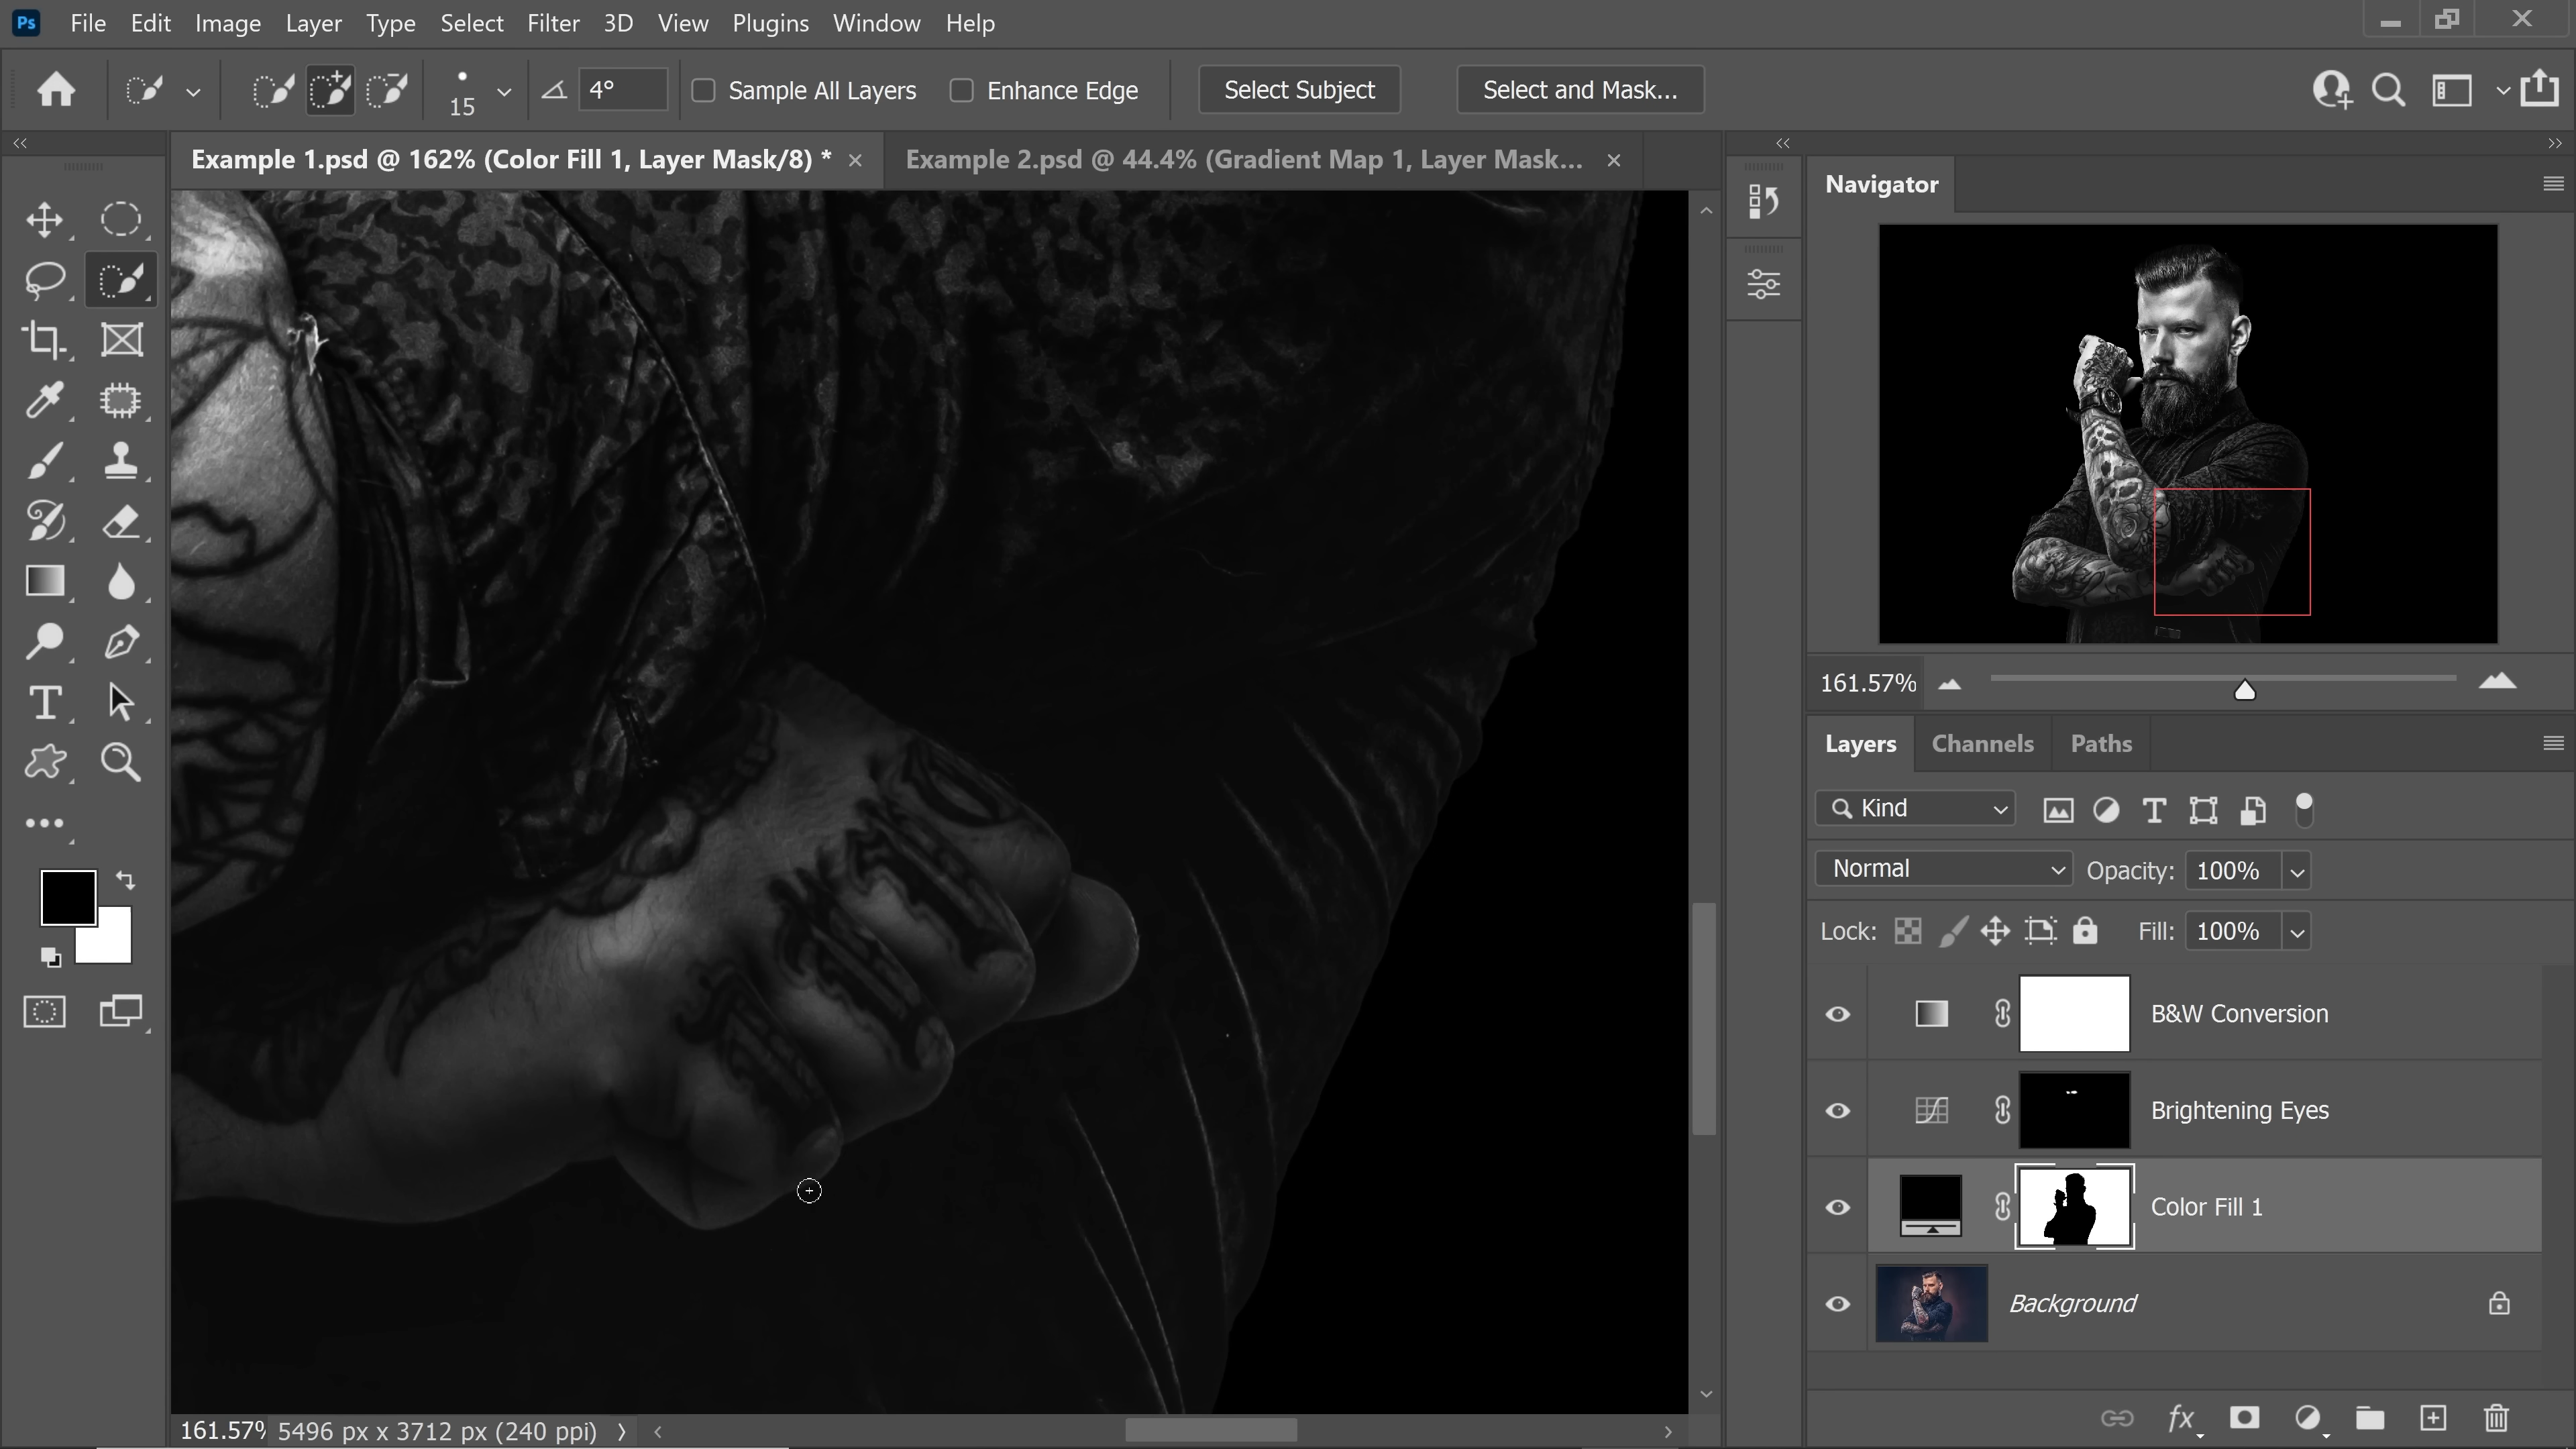 Ps File Edit Image Layer Type Select Filter 3D View Plugins Window Help
15 4° Sample All Layers Enhance Edge Select Subject Select and Mask...
Example 1.psd @ 162% (Color Fill 1, Layer Mask/8) * Example 2.psd @ 44.4% (Gradient Map 1, Layer Mask...
Navigator
161.57%
Layers Channels Paths
Kind
Normal Opacity: 100%
Lock: Fill: 100%
B&W Conversion
Brightening Eyes
Color Fill 1
Background
fx
161.57% 5496 px x 3712 px (240 ppi)